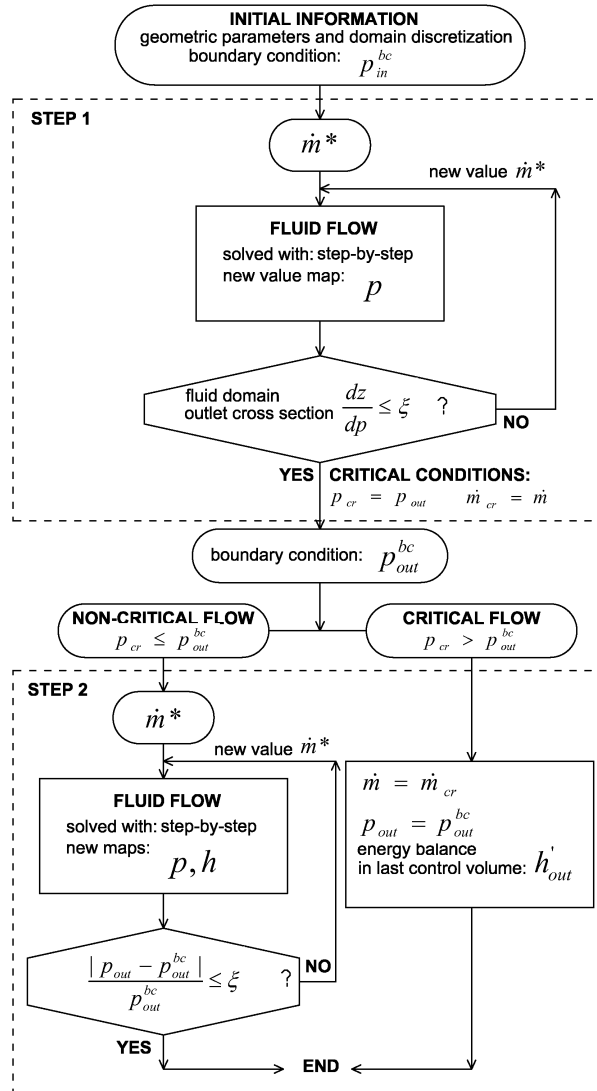 INITIAL INFORMATION
geometric parameters and domain discretization
boundary condition: p_in^bc
STEP 1
ṁ*
new value ṁ*
FLUID FLOW
solved with: step-by-step
new value map: p
fluid domain
outlet cross section dz/dp ≤ ξ ?
NO
YES
CRITICAL CONDITIONS:
p_cr = p_out ṁ_cr = ṁ
boundary condition: p_out^bc
NON-CRITICAL FLOW
p_cr ≤ p_out^bc
CRITICAL FLOW
p_cr > p_out^bc
STEP 2
ṁ*
new value ṁ*
FLUID FLOW
solved with: step-by-step
new maps: p, h
|p_out − p_out^bc| / p_out^bc ≤ ξ ?
NO
YES
ṁ = ṁ_cr
p_out = p_out^bc
energy balance
in last control volume: h'_out
END